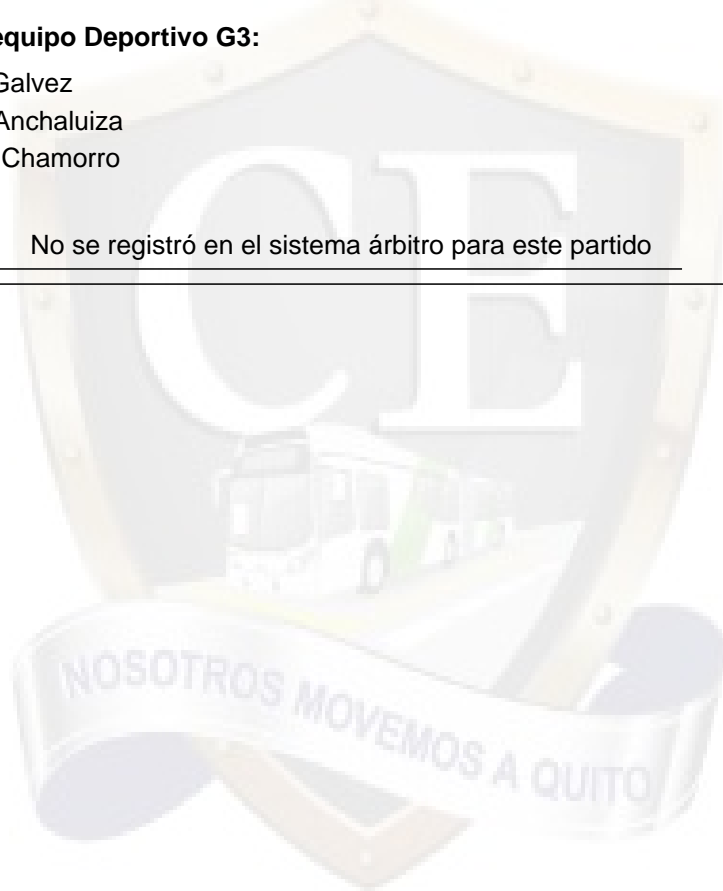 equipo Deportivo G3:
Galvez
Anchaluiza
Chamorro
No se registró en el sistema árbitro para este partido
CE
NOSOTROS MOVEMOS A QUITO